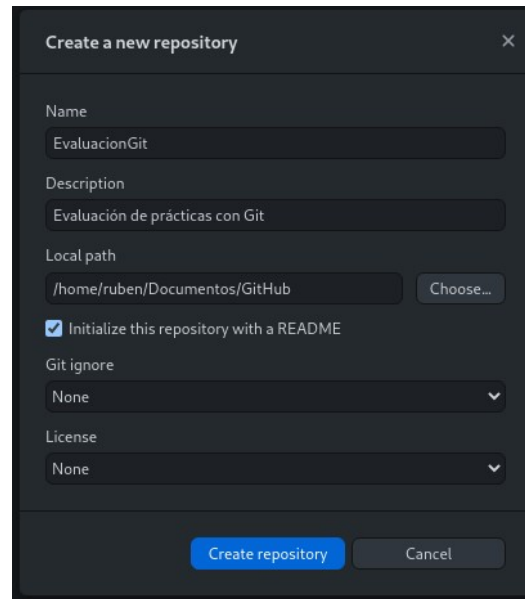 Create a new repository
Name
EvaluacionGit
Description
Evaluación de prácticas con Git
Local path
/home/ruben/Documentos/GitHub Choose...
Initialize this repository with a README
Git ignore
None
License
None
Create repository Cancel